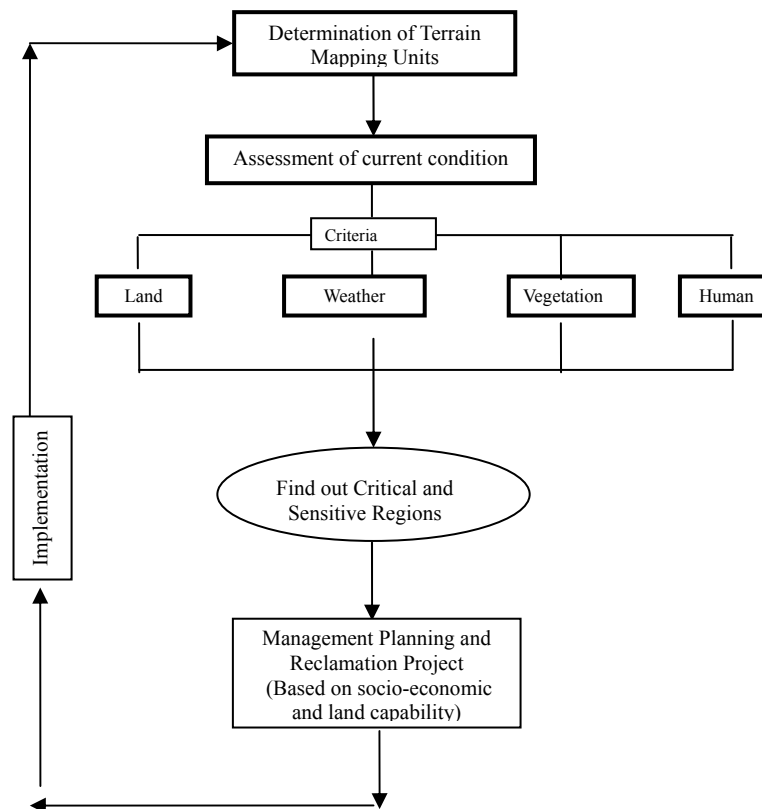 Determination of Terrain
Mapping Units
Assessment of current condition
Criteria
Land
Weather
Vegetation
Human
Implementation
Find out Critical and
Sensitive Regions
Management Planning and
Reclamation Project
(Based on socio-economic
and land capability)